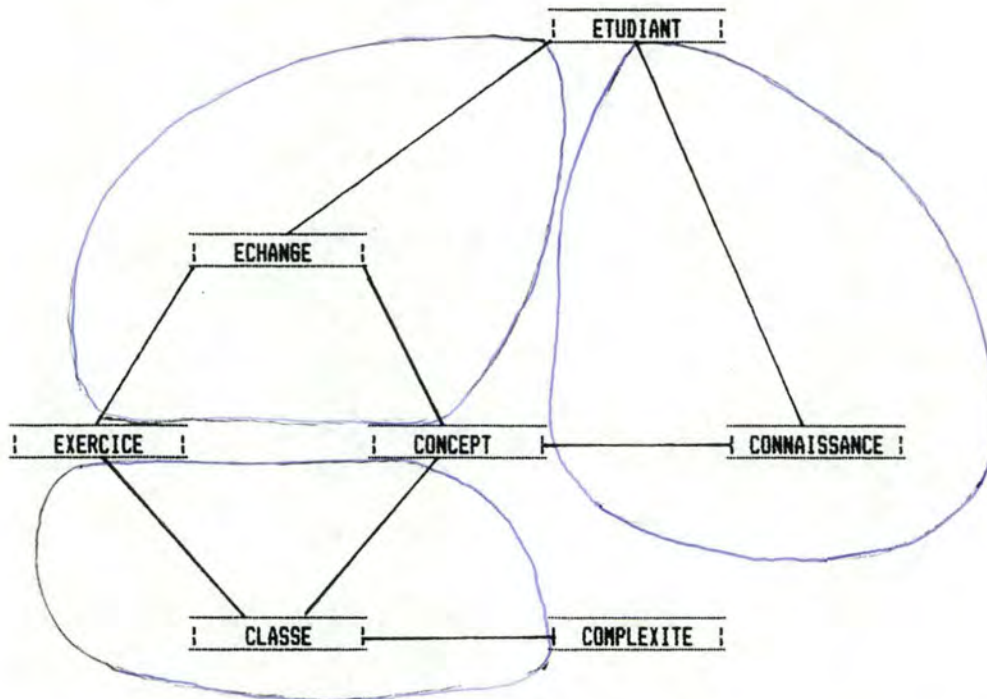 ETUDIANT
ECHANGE
EXERCICE CONCEPT CONNAISSANCE
CLASSE COMPLEXITE